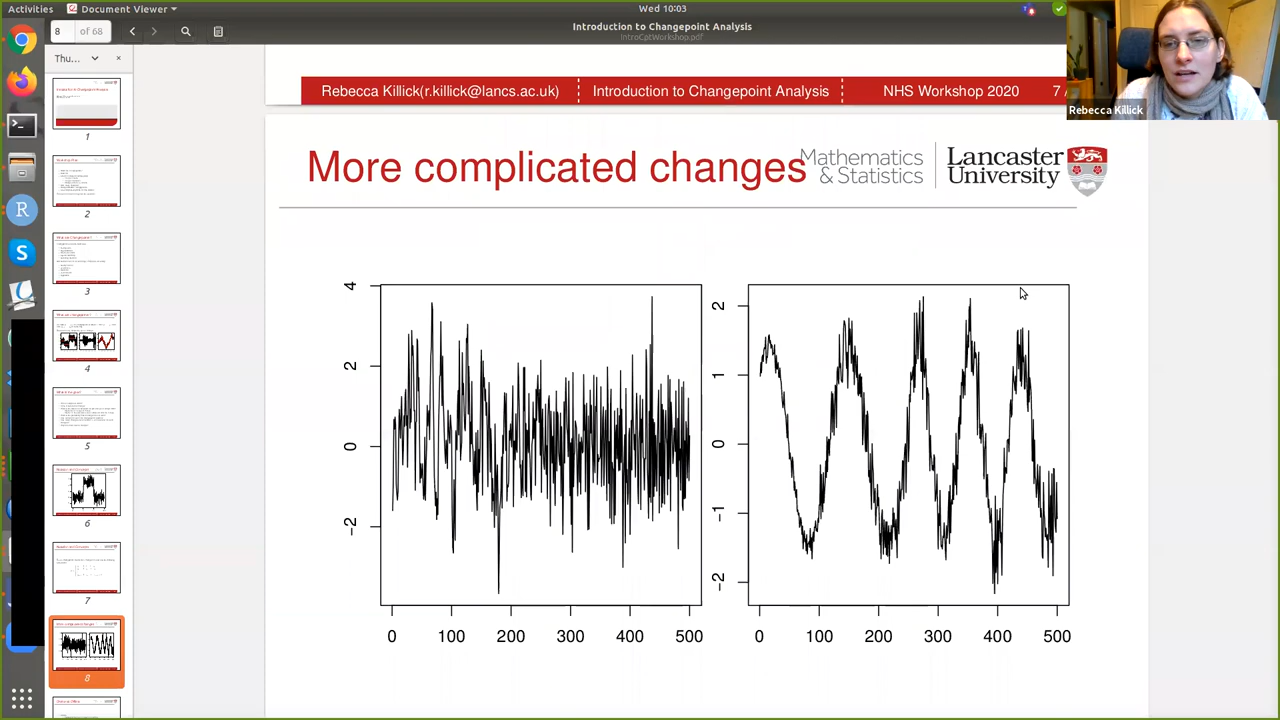 Activities
Document Viewer
Wed 10:03
8
of 68
Introduction to Changepoint Analysis
IntroCptWorkshop.pdf
Thu...
1
2
3
4
5
6
7
8
Rebecca Killick(r.killick@lancs.ac.uk)
Introduction to Changepoint Analysis
NHS Workshop 2020
7
Rebecca Killick
More complicated changes
Mathematics
& Statistics
Lancaster
University
4
2
0
−2
0 100 200 300 400 500
2
1
0
−1
−2
0 100 200 300 400 500